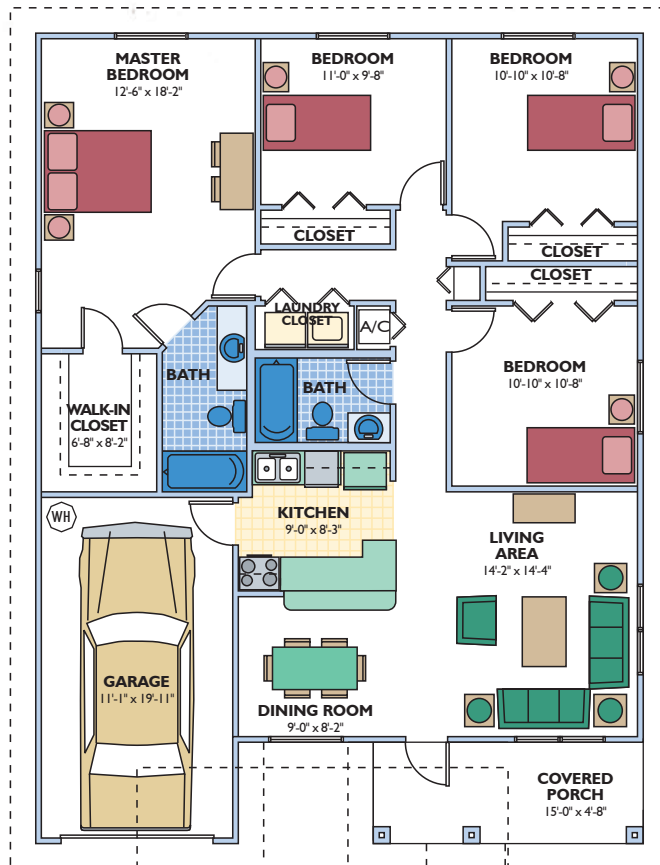 MASTER
BEDROOM
12'-6" x 18'-2"
BEDROOM
11'-0" x 9'-8"
BEDROOM
10'-10" x 10'-8"
CLOSET
CLOSET
CLOSET
LAUNDRY
CLOSET
A/C
BATH
BATH
BEDROOM
10'-10" x 10'-8"
WALK-IN
CLOSET
6'-8" x 8'-2"
WH
KITCHEN
9'-0" x 8'-3"
LIVING
AREA
14'-2" x 14'-4"
GARAGE
11'-1" x 19'-11"
DINING ROOM
9'-0" x 8'-2"
COVERED
PORCH
15'-0" x 4'-8"